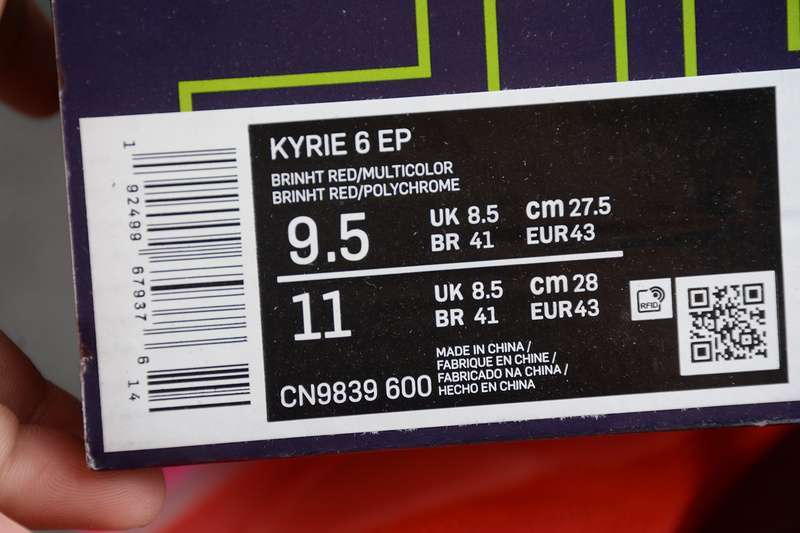 KYRIE 6 EP
BRINHT RED/MULTICOLOR
BRINHT RED/POLYCHROME
9.5
UK 8.5 cm 27.5
BR 41 EUR43
11
UK 8.5 cm 28
BR 41 EUR43
RFID
CN9839 600
MADE IN CHINA /
FABRIQUE EN CHINE /
FABRICADO NA CHINA /
HECHO EN CHINA
1 92499 67937 6 14